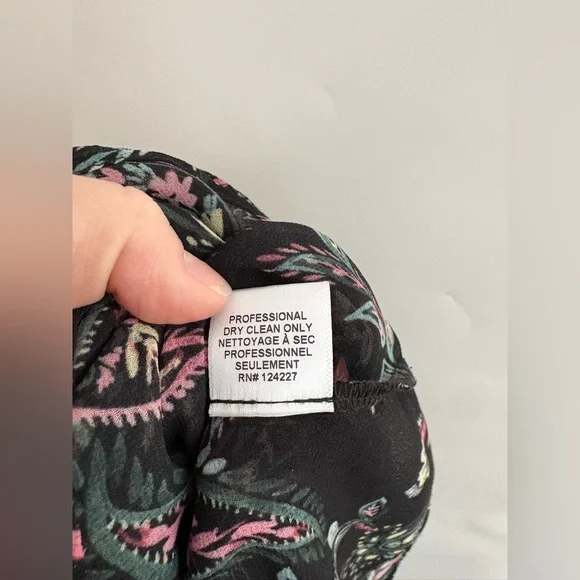 PROFESSIONAL
DRY CLEAN ONLY
NETTOYAGE À SEC
PROFESSIONNEL
SEULEMENT
RN# 124227